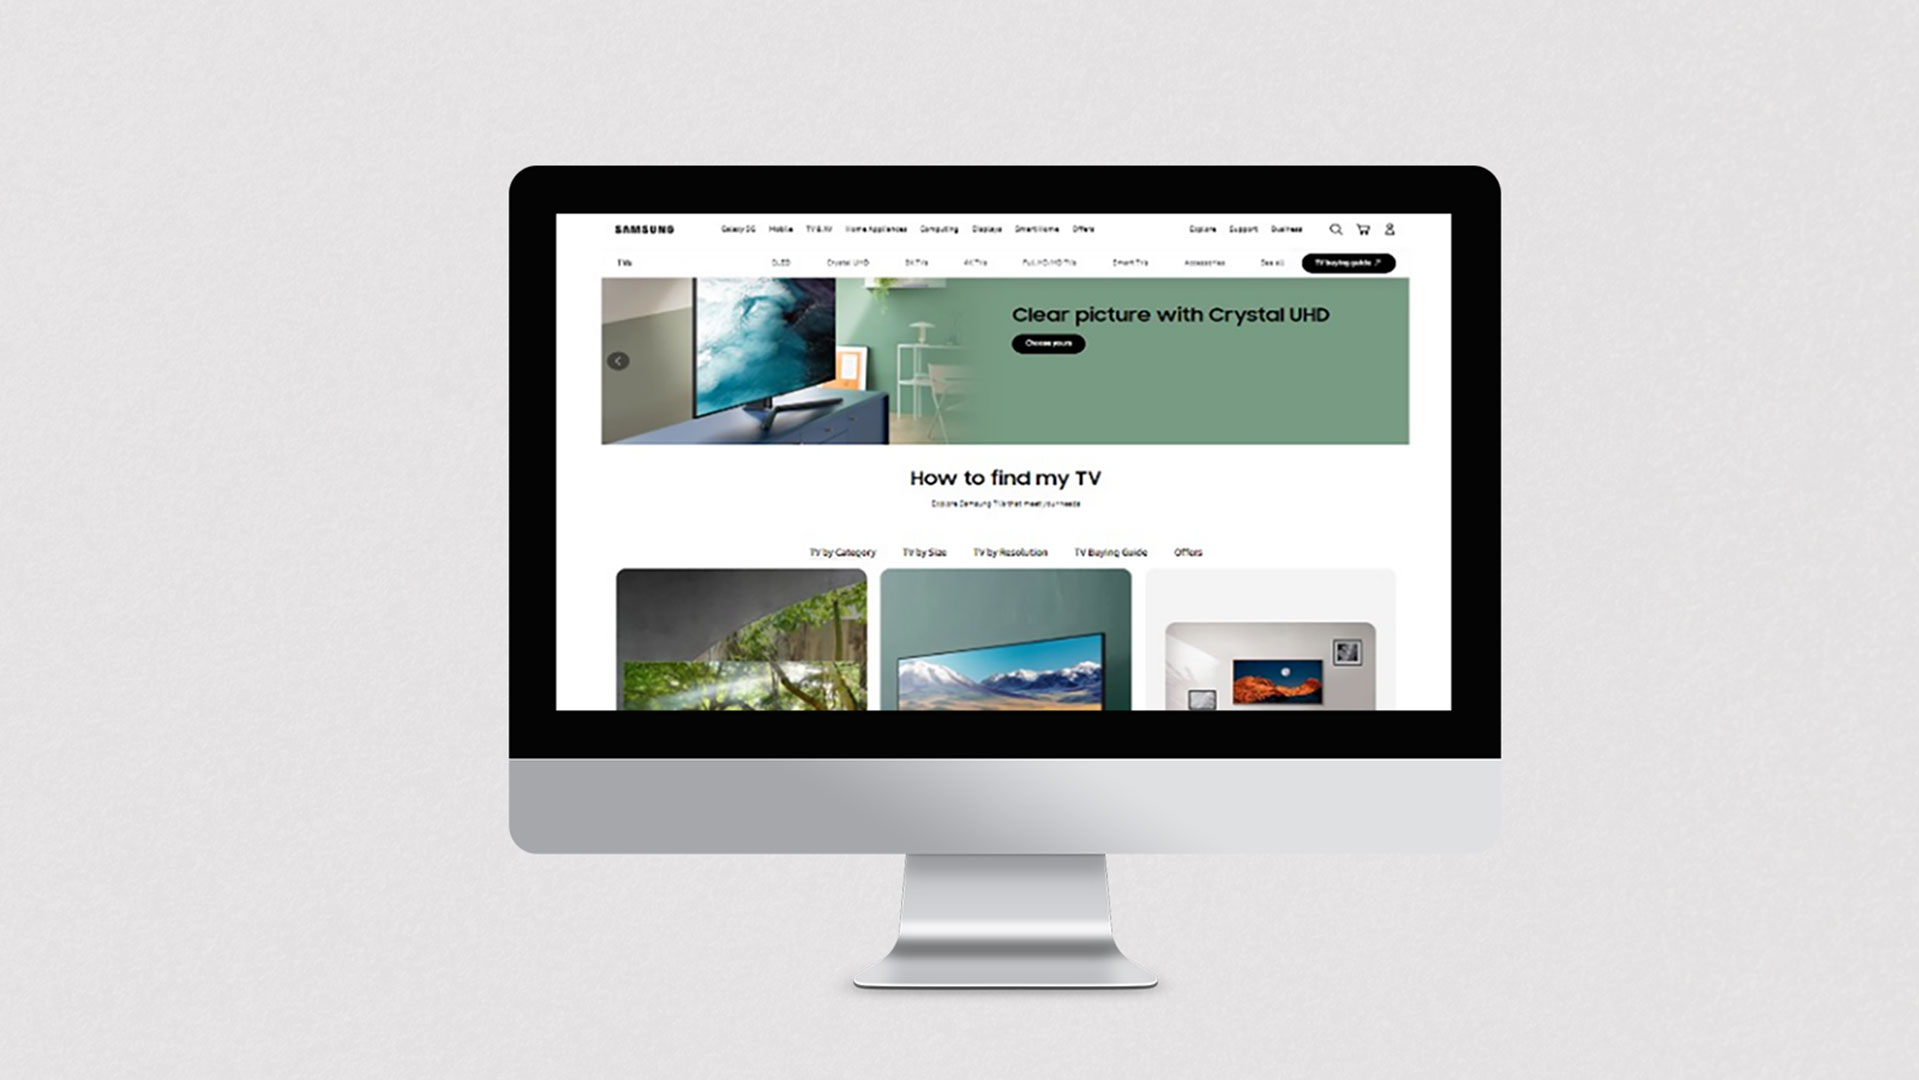 SAMSUNG Galaxy 5G Mobile TV & AV Home Appliances Computing Displays Smart Home Offers Explore Support Business
TVs QLED Crystal UHD 8K TVs 4K TVs Full HD/HD TVs Smart TVs Accessories See all TV buying guide
Clear picture with Crystal UHD
Choose yours
How to find my TV
Explore Samsung TVs that meet your needs
TV by Category TV by Size TV by Resolution TV Buying Guide Offers